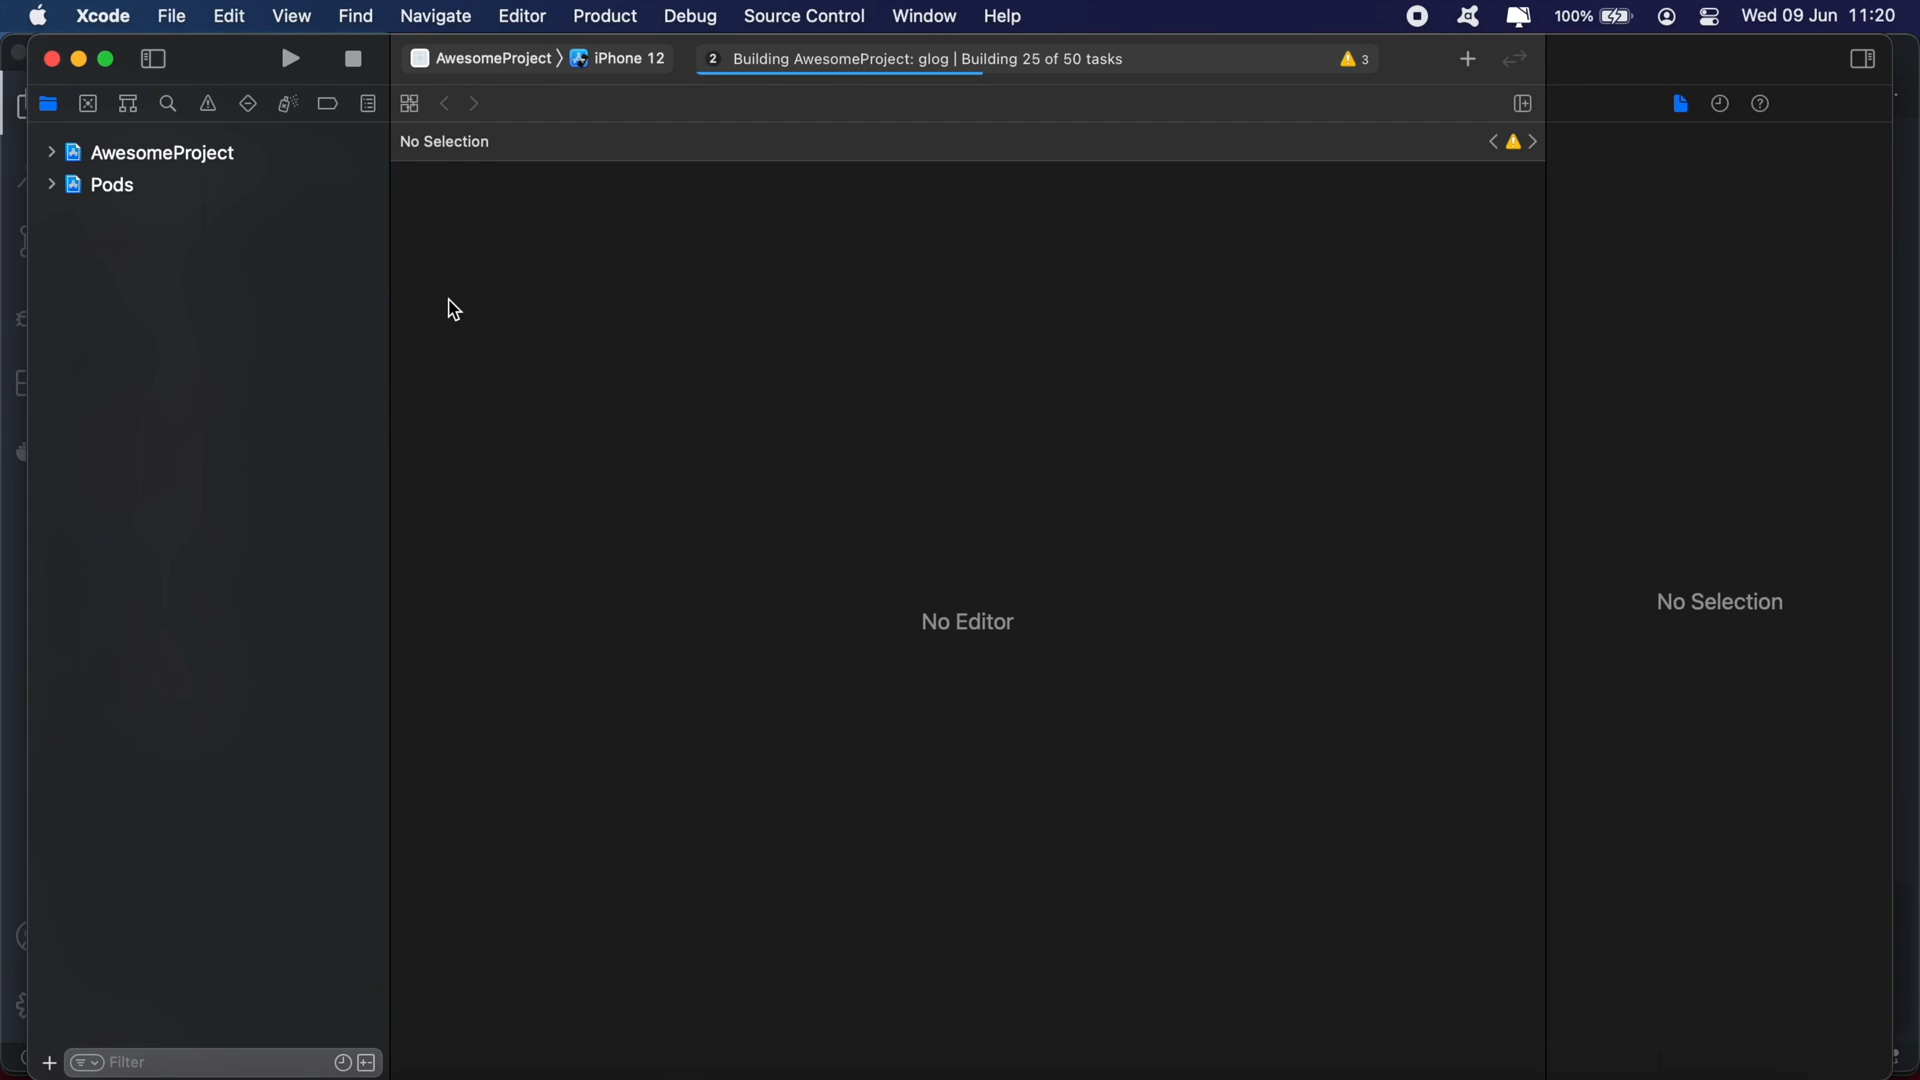 Xcode File Edit View Find Navigate Editor Product Debug Source Control Window Help 100% Wed 09 Jun 11:20
AwesomeProject iPhone 12 2 Building AwesomeProject: glog | Building 25 of 50 tasks 3
No Selection
AwesomeProject
Pods
No Editor
No Selection
Filter